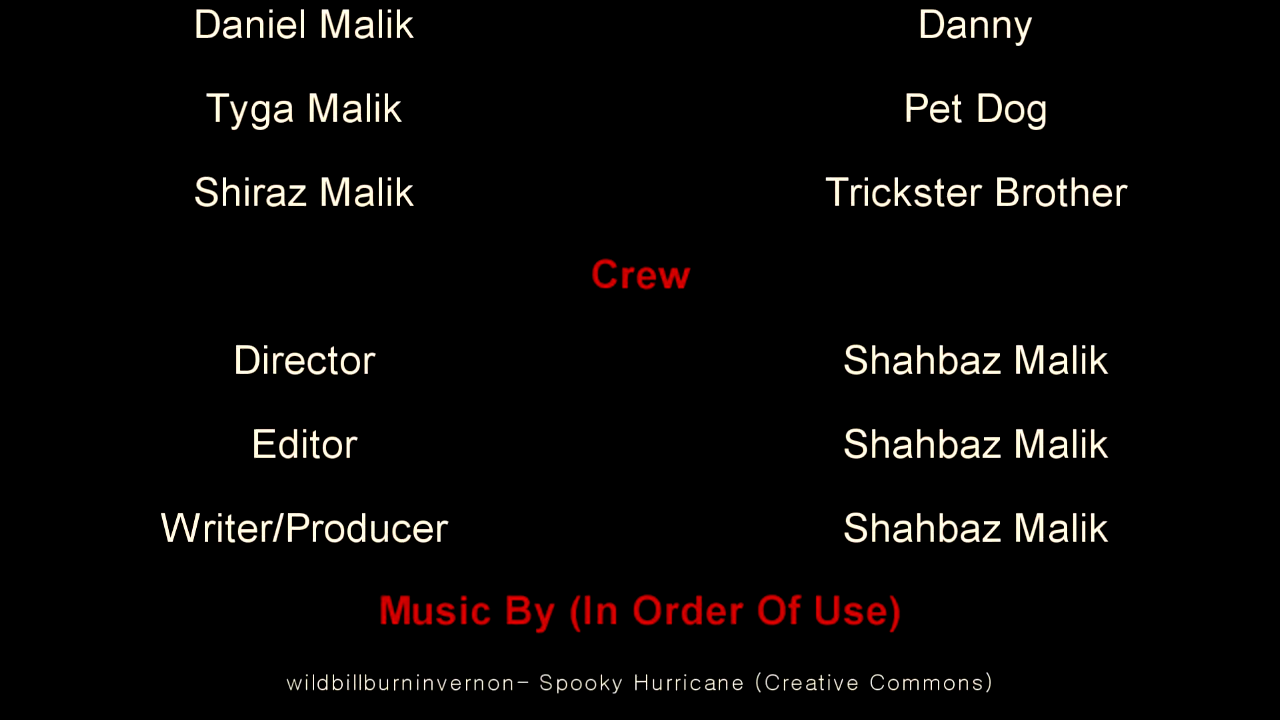 Daniel Malik Danny
Tyga Malik Pet Dog
Shiraz Malik Trickster Brother
Crew
Director Shahbaz Malik
Editor Shahbaz Malik
Writer/Producer Shahbaz Malik
Music By (In Order Of Use)
wildbillburninvernon- Spooky Hurricane (Creative Commons)